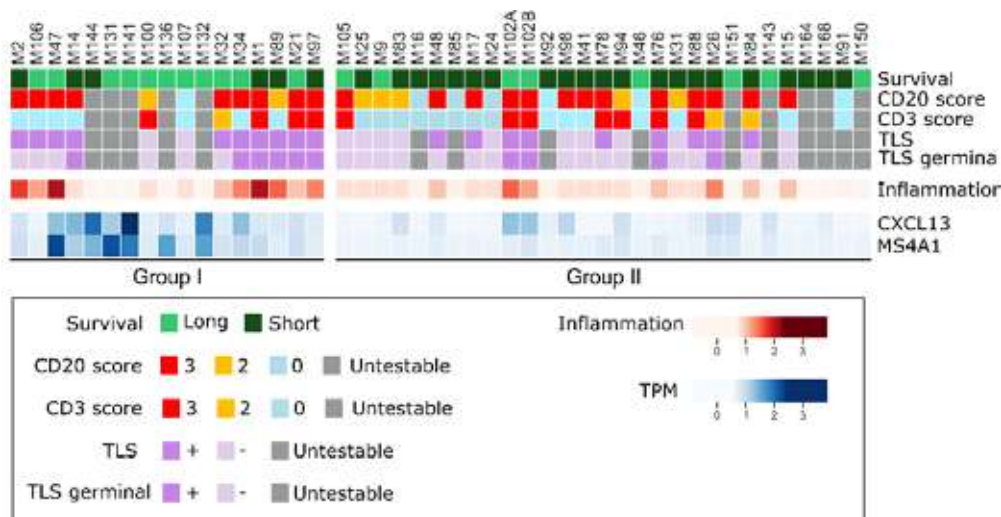 M2 M106 M47 M14 M144 M131 M141 M100 M136 M107 M132 M32 M34 M1 M89 M21 M97 M105 M25 M9 M83 M16 M48 M85 M17 M24 M102A M102B M92 M98 M41 M78 M94 M46 M76 M31 M88 M26 M151 M84 M143 M15 M164 M168 M91 M150
Survival
CD20 score
CD3 score
TLS
TLS germina
Inflammation
CXCL13
MS4A1
Group I Group II
Survival Long Short
CD20 score 3 2 0 Untestable
CD3 score 3 2 0 Untestable
TLS + - Untestable
TLS germinal + - Untestable
Inflammation
0 1 2 3
TPM
0 1 2 3